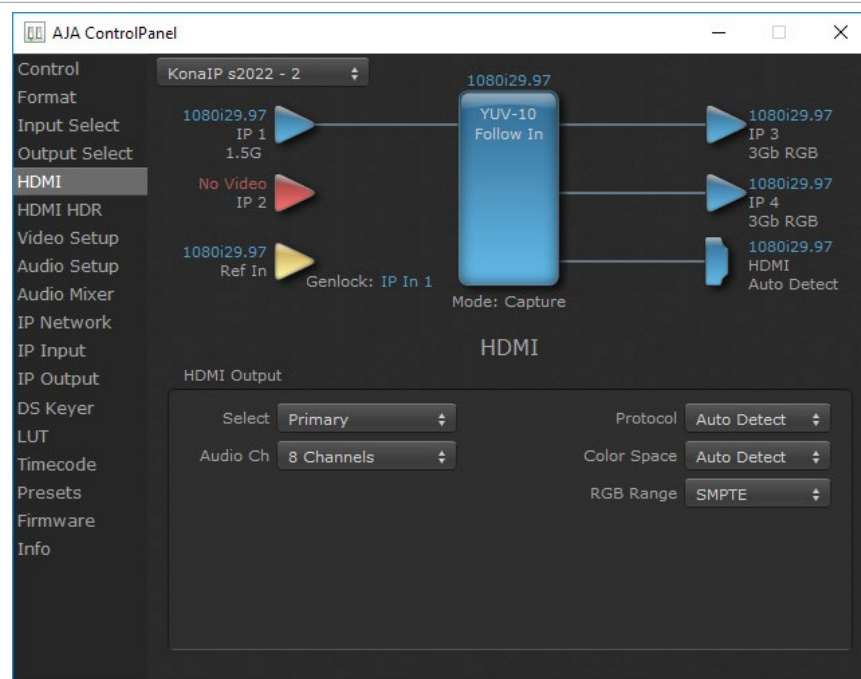 AJA ControlPanel
Control
Format
Input Select
Output Select
HDMI
HDMI HDR
Video Setup
Audio Setup
Audio Mixer
IP Network
IP Input
IP Output
DS Keyer
LUT
Timecode
Presets
Firmware
Info
KonaIP s2022 - 2
1080i29.97
IP 1
1.5G
No Video
IP 2
1080i29.97
Ref In
Genlock: IP In 1
1080i29.97
YUV-10
Follow In
Mode: Capture
1080i29.97
IP 3
3Gb RGB
1080i29.97
IP 4
3Gb RGB
1080i29.97
HDMI
Auto Detect
HDMI
HDMI Output
Select Primary
Audio Ch 8 Channels
Protocol Auto Detect
Color Space Auto Detect
RGB Range SMPTE